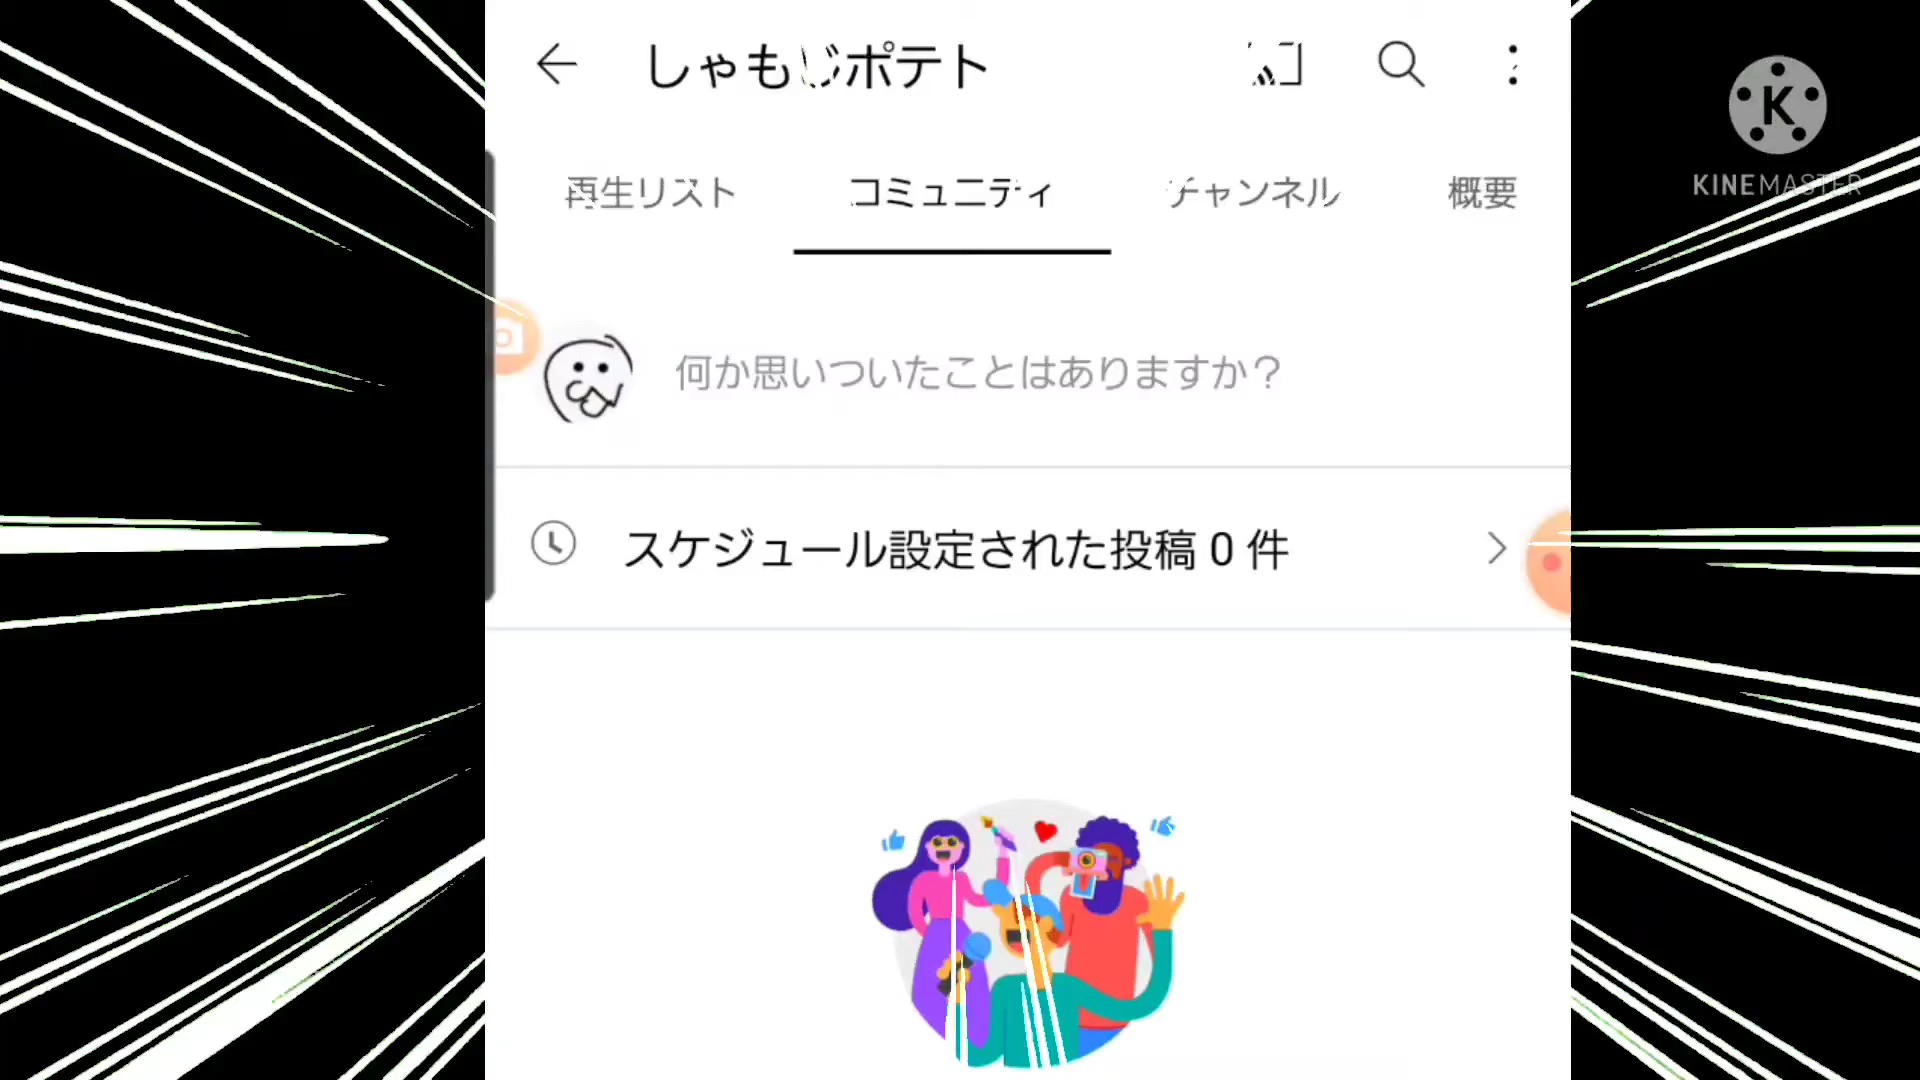 しゃもじポテト
再生リスト コミュニティ チャンネル 概要
K
KINEMASTER
何か思いついたことはありますか？
スケジュール設定された投稿 0 件